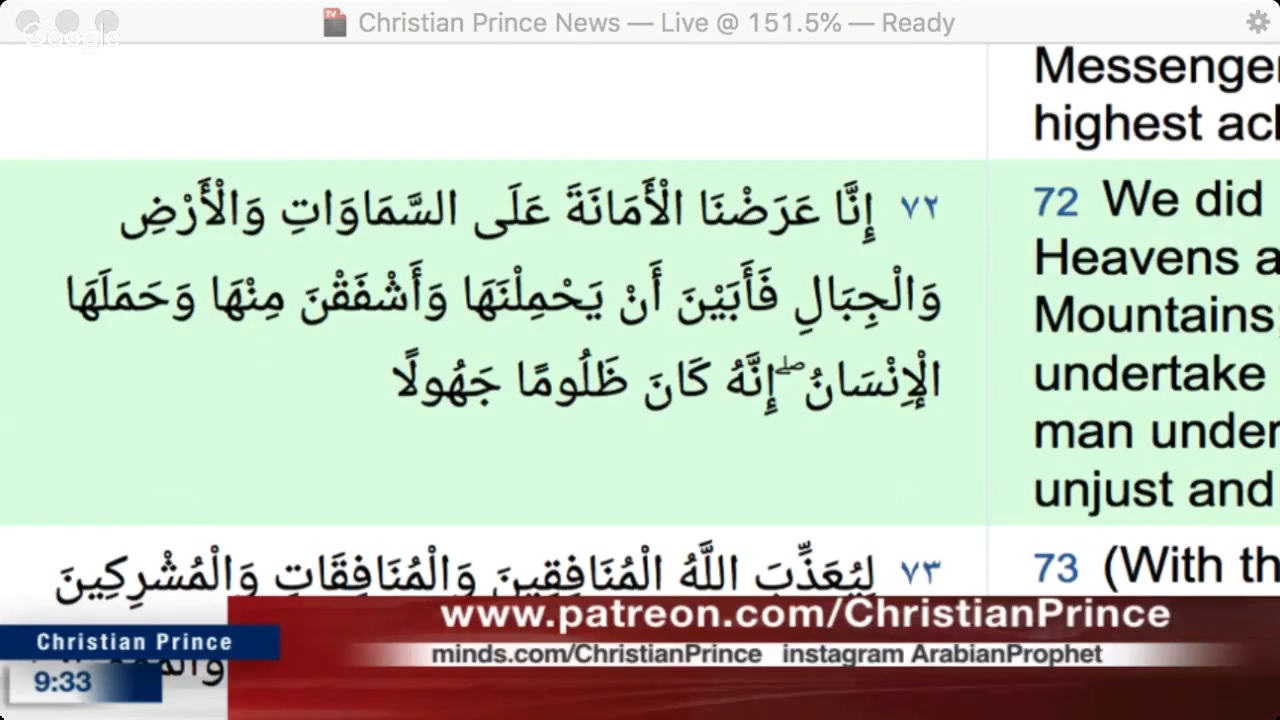 Christian Prince News — Live @ 151.5% — Ready
Google
Messenger
highest
٧٢ إِنَّا عَرَضْنَا الْأَمَانَةَ عَلَى السَّمَاوَاتِ وَالْأَرْضِ
وَالْجِبَالِ فَأَبَيْنَ أَنْ يَحْمِلْنَهَا وَأَشْفَقْنَ مِنْهَا وَحَمَلَهَا
الْإِنْسَانُ ۖ إِنَّهُ كَانَ ظَلُومًا جَهُولًا
72 We did
Heavens
Mountains;
undertake
man
unjust and
٧٣ لِيُعَذِّبَ اللَّهُ الْمُنَافِقِينَ وَالْمُنَافِقَاتِ وَالْمُشْرِكِينَ
73 (With
www.patreon.com/ChristianPrince
Christian Prince
minds.com/ChristianPrince instagram ArabianProphet
9:33